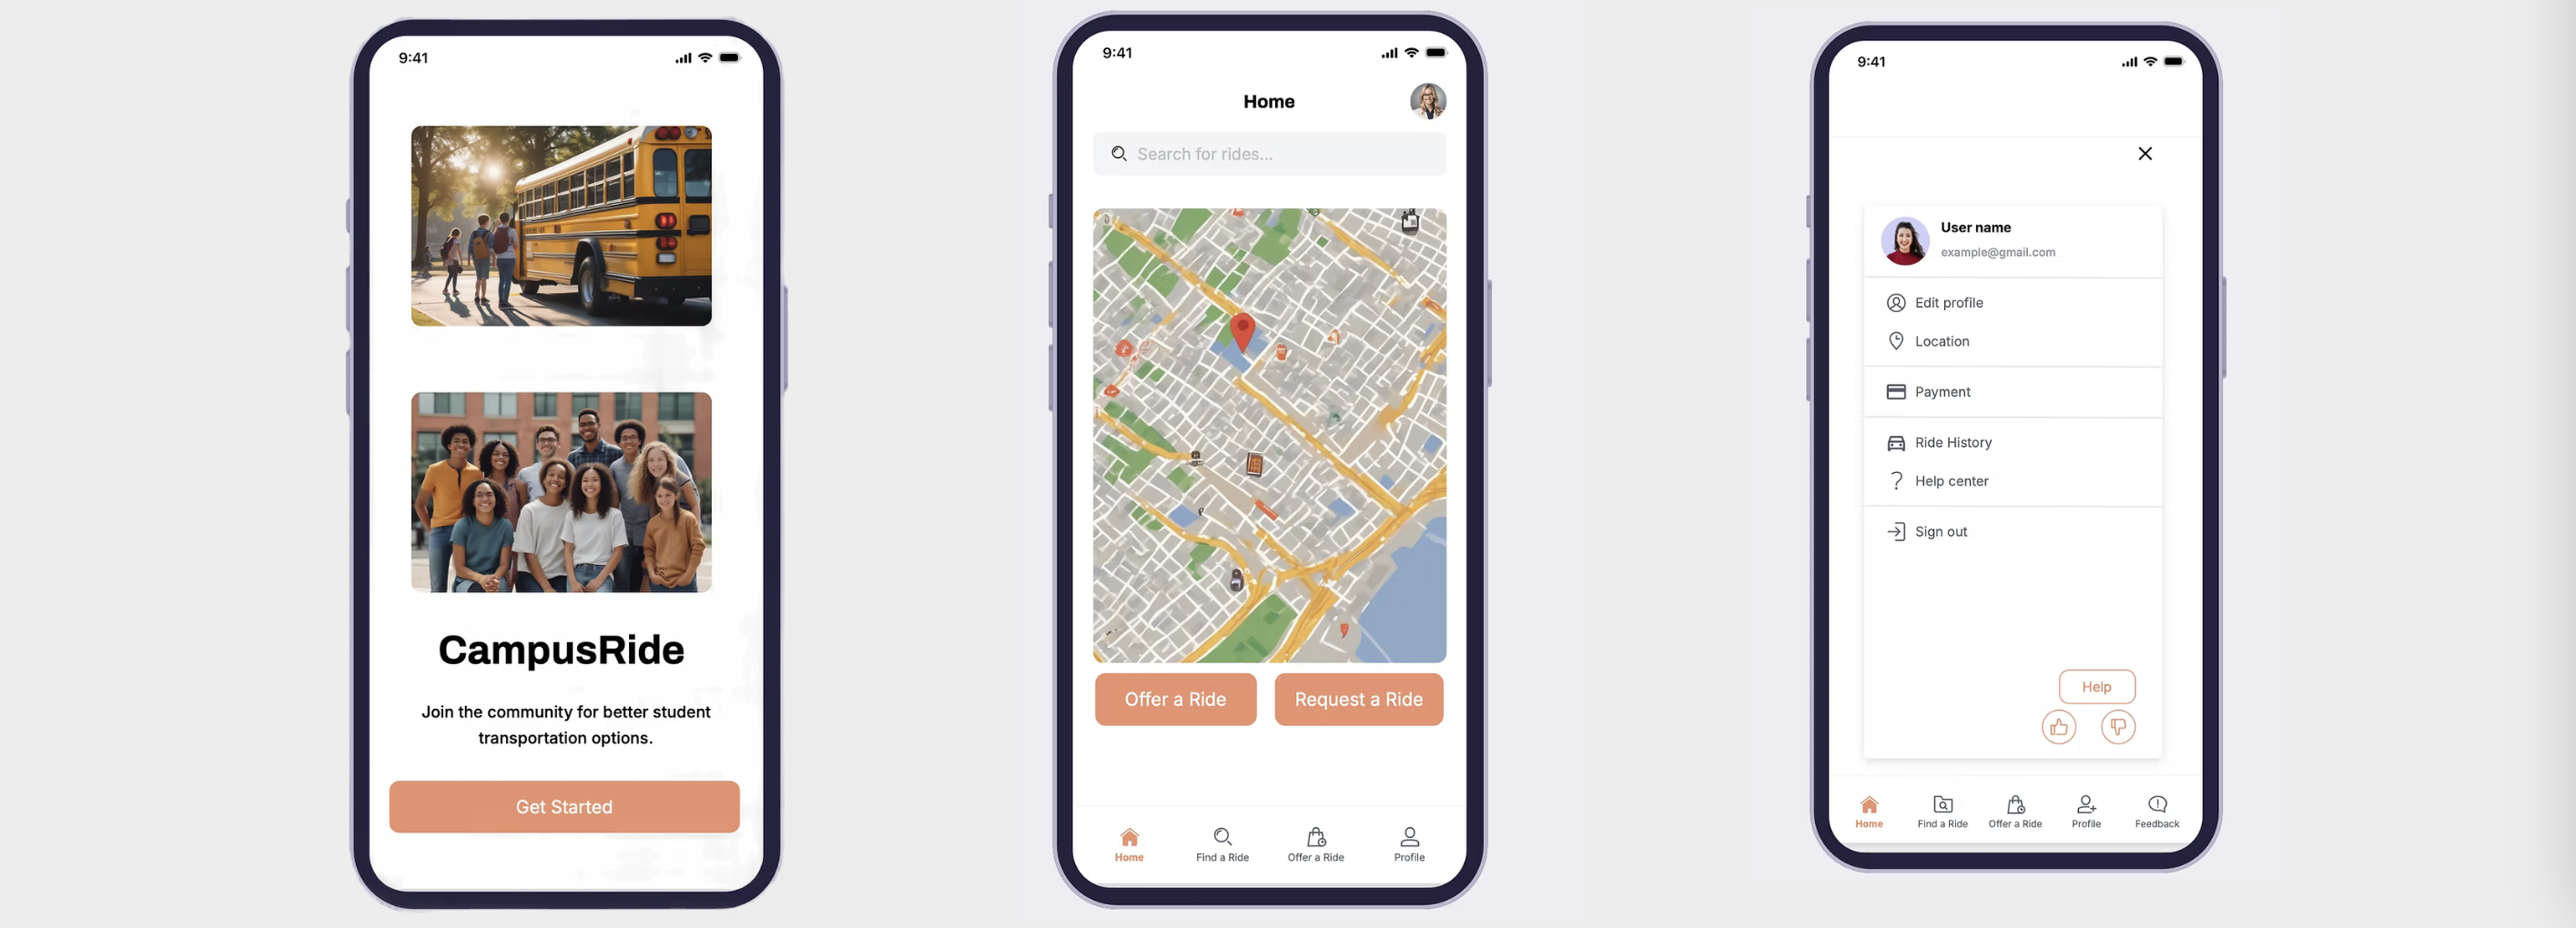 9:41
CampusRide
Join the community for better student
transportation options.
Get Started
9:41
Home
Search for rides...
Offer a Ride
Request a Ride
Home
Find a Ride
Offer a Ride
Profile
9:41
User name
example@gmail.com
Edit profile
Location
Payment
Ride History
Help center
Sign out
Help
Home
Find a Ride
Offer a Ride
Profile
Feedback